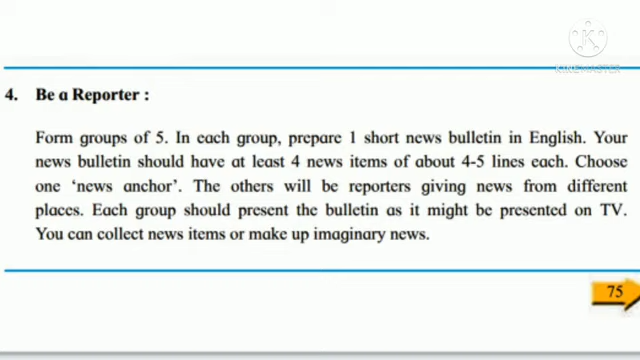 KINEMASTER
4. Be a Reporter :
Form groups of 5. In each group, prepare 1 short news bulletin in English. Your
news bulletin should have at least 4 news items of about 4-5 lines each. Choose
one ‘news anchor’. The others will be reporters giving news from different
places. Each group should present the bulletin as it might be presented on TV.
You can collect news items or make up imaginary news.
75